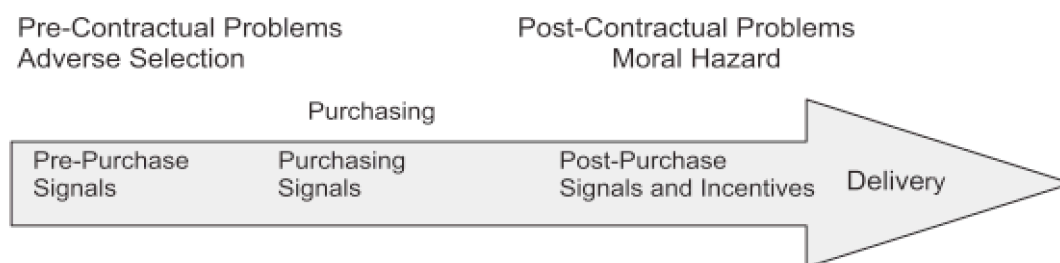 Pre-Contractual Problems
Adverse Selection
Post-Contractual Problems
Moral Hazard
Purchasing
Pre-Purchase
Signals
Purchasing
Signals
Post-Purchase
Signals and Incentives
Delivery